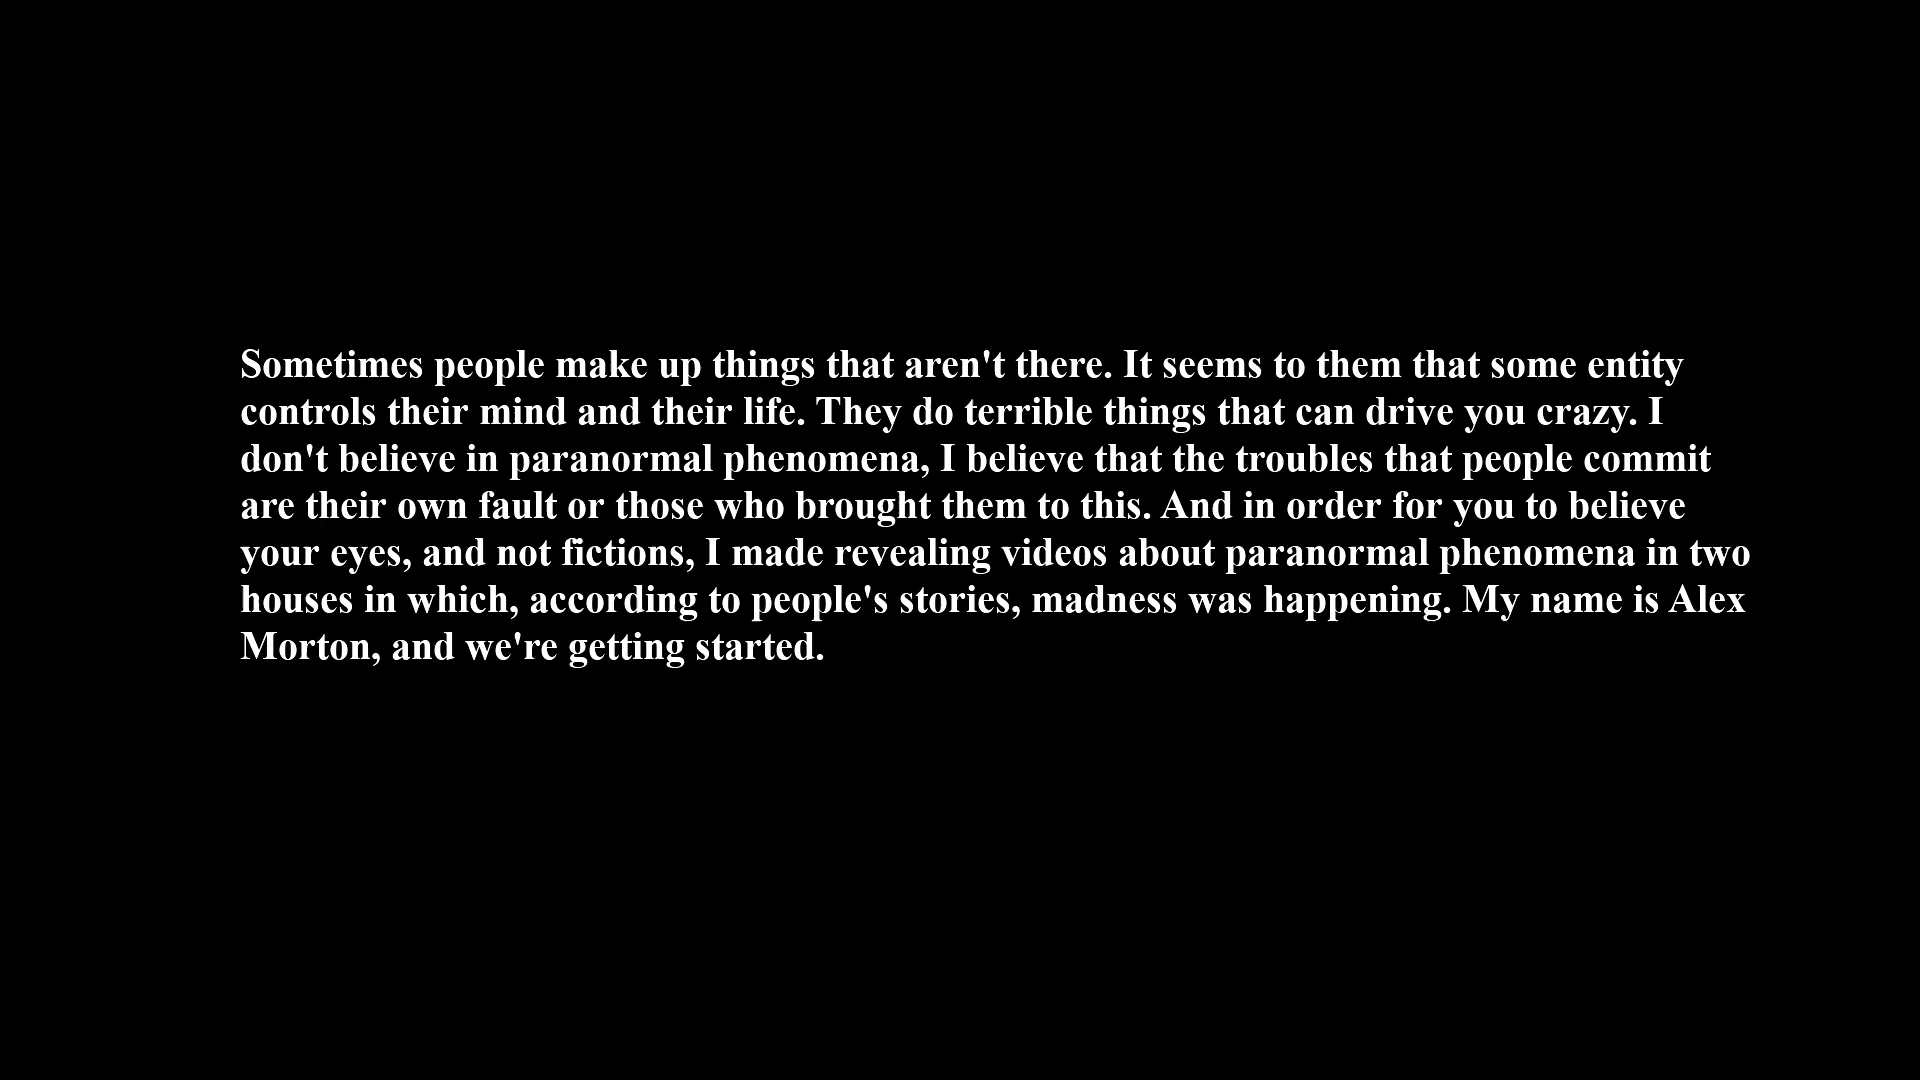 Sometimes people make up things that aren't there. It seems to them that some entity
controls their mind and their life. They do terrible things that can drive you crazy. I
don't believe in paranormal phenomena, I believe that the troubles that people commit
are their own fault or those who brought them to this. And in order for you to believe
your eyes, and not fictions, I made revealing videos about paranormal phenomena in two
houses in which, according to people's stories, madness was happening. My name is Alex
Morton, and we're getting started.